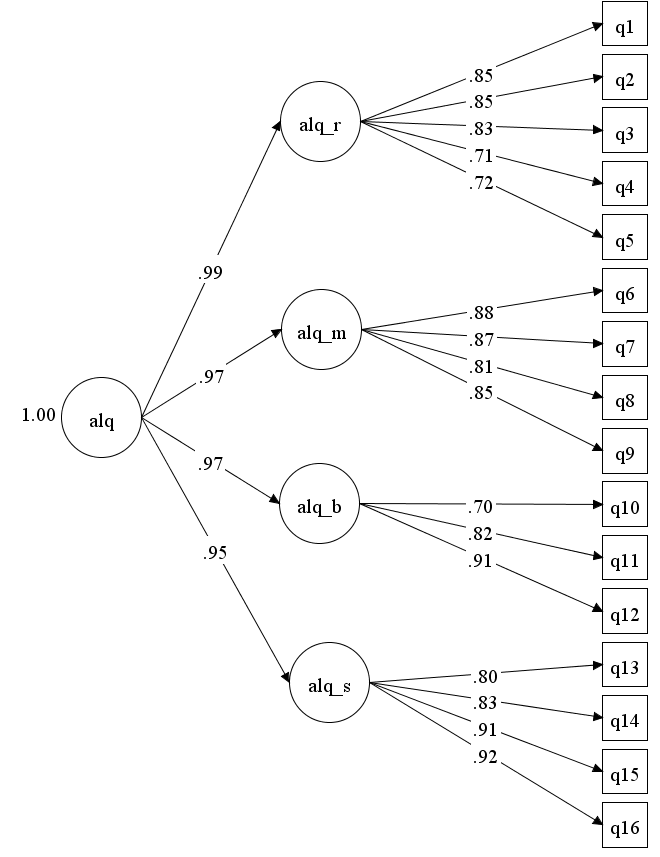 q1
.85
q2
.85
alq_r
.83
q3
.71
q4
.72
q5
.99
q6
.88
alq_m
.87
q7
.97
.81
q8
.85
1.00
alq
q9
.97
alq_b
.70
q10
.82
q11
.95
.91
q12
.80
q13
alq_s
.83
q14
.91
q15
.92
q16